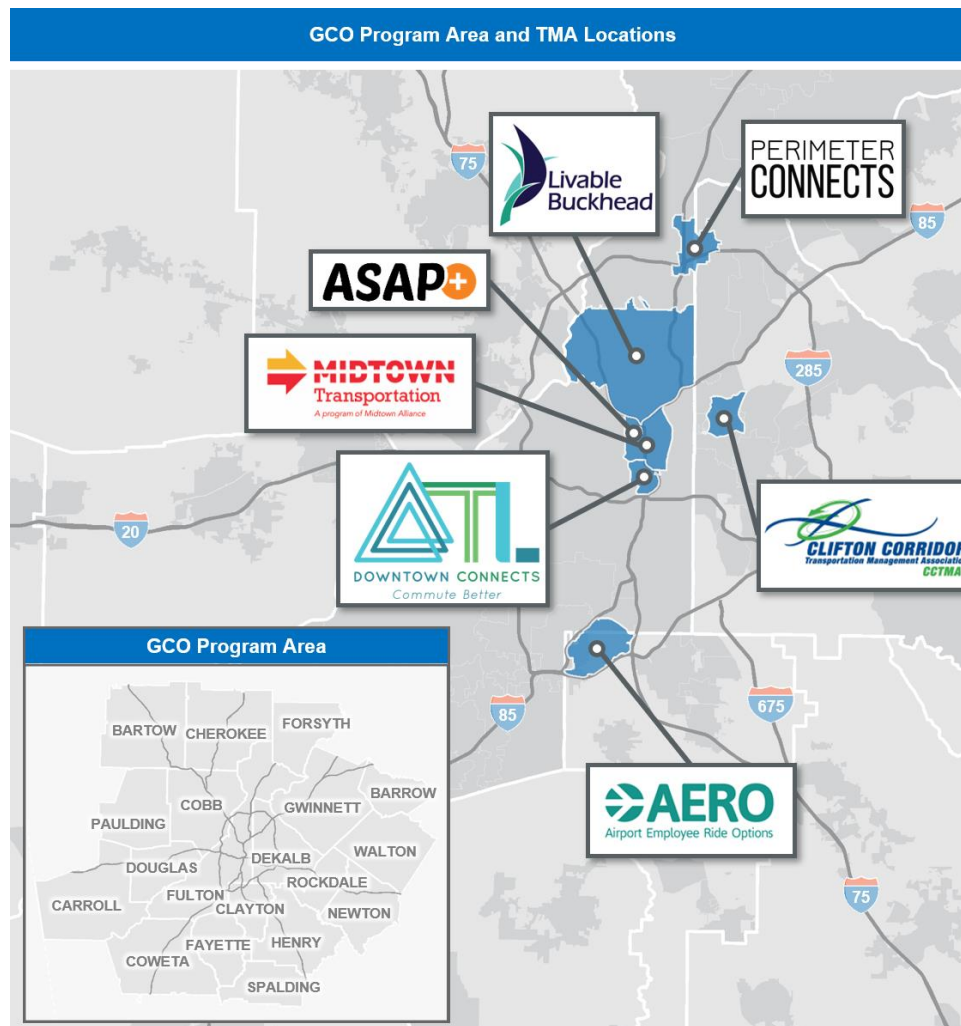 GCO Program Area and TMA Locations
75
Livable
Buckhead
PERIMETER
CONNECTS
85
ASAP+
MIDTOWN
Transportation
A program of Midtown Alliance
285
ATL
DOWNTOWN CONNECTS
Commute Better
20
CLIFTON CORRIDOR
Transportation Management Association
CCTMA
GCO Program Area
85
675
AERO
Airport Employee Ride Options
75
BARTOW
CHEROKEE
FORSYTH
COBB
GWINNETT
BARROW
PAULDING
DOUGLAS
DEKALB
WALTON
CARROLL
FULTON
ROCKDALE
CLAYTON
NEWTON
COWETA
FAYETTE
HENRY
SPALDING